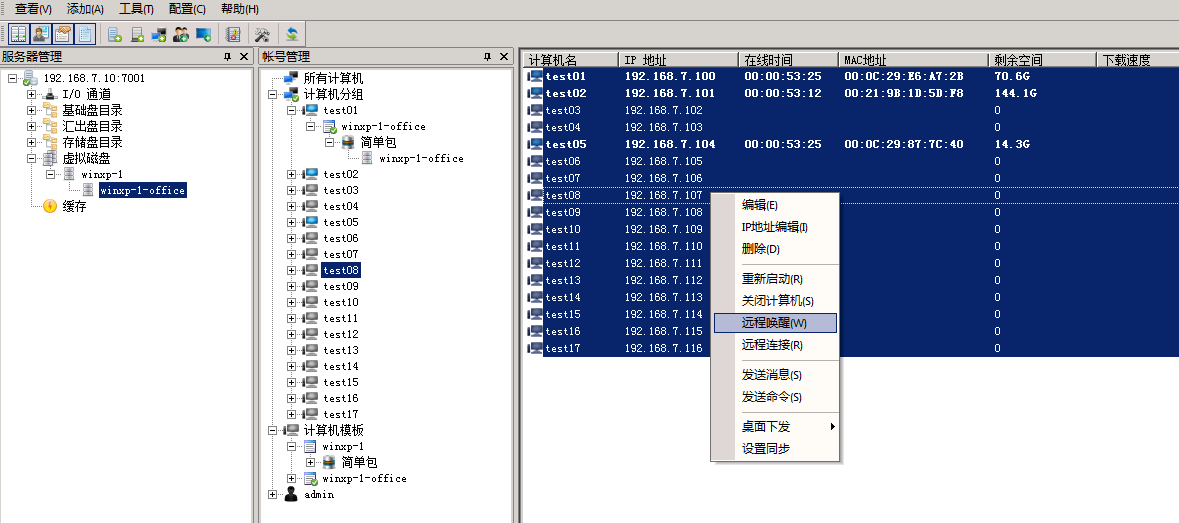 查看(V) 添加(A) 工具(T) 配置(C) 帮助(H)
服务器管理
192.168.7.10:7001
I/O 通道
基础盘目录
汇出盘目录
存储盘目录
虚拟磁盘
winxp-1
winxp-1-office
缓存
帐号管理
所有计算机
计算机分组
test01
winxp-1-office
简单包
winxp-1-office
test02
test03
test04
test05
test06
test07
test08
test09
test10
test11
test12
test13
test14
test15
test16
test17
计算机模板
winxp-1
简单包
winxp-1-office
admin
计算机名 IP 地址 在线时间 MAC地址 剩余空间 下载速度
test01 192.168.7.100 00:00:53:25 00:0C:29:E6:A7:2B 70.6G
test02 192.168.7.101 00:00:53:12 00:21:9B:1D:5D:F8 144.1G
test03 192.168.7.102 0
test04 192.168.7.103 0
test05 192.168.7.104 00:00:53:25 00:0C:29:87:7C:40 14.3G
test06 192.168.7.105 0
test07 192.168.7.106 0
test08 192.168.7.107 0
test09 192.168.7.108 0
test10 192.168.7.109 0
test11 192.168.7.110 0
test12 192.168.7.111 0
test13 192.168.7.112 0
test14 192.168.7.113 0
test15 192.168.7.114 0
test16 192.168.7.115 0
test17 192.168.7.116 0
编辑(E)
IP地址编辑(I)
删除(D)
重新启动(R)
关闭计算机(S)
远程唤醒(W)
远程连接(R)
发送消息(S)
发送命令(S)
桌面下发
设置同步